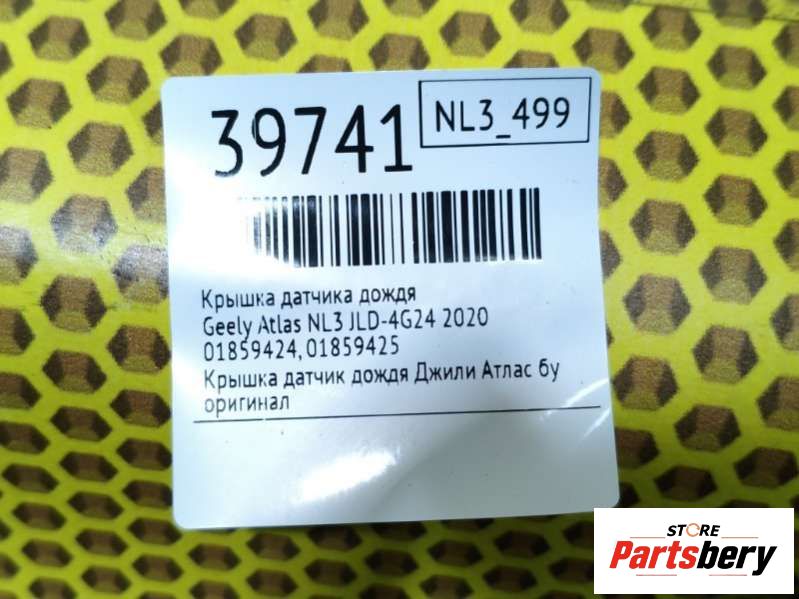 39741
NL3_499
Крышка датчика дождя
Geely Atlas NL3 JLD-4G24 2020
01859424, 01859425
Крышка датчик дождя Джили Атлас бу
оригинал
STORE
Partsbery